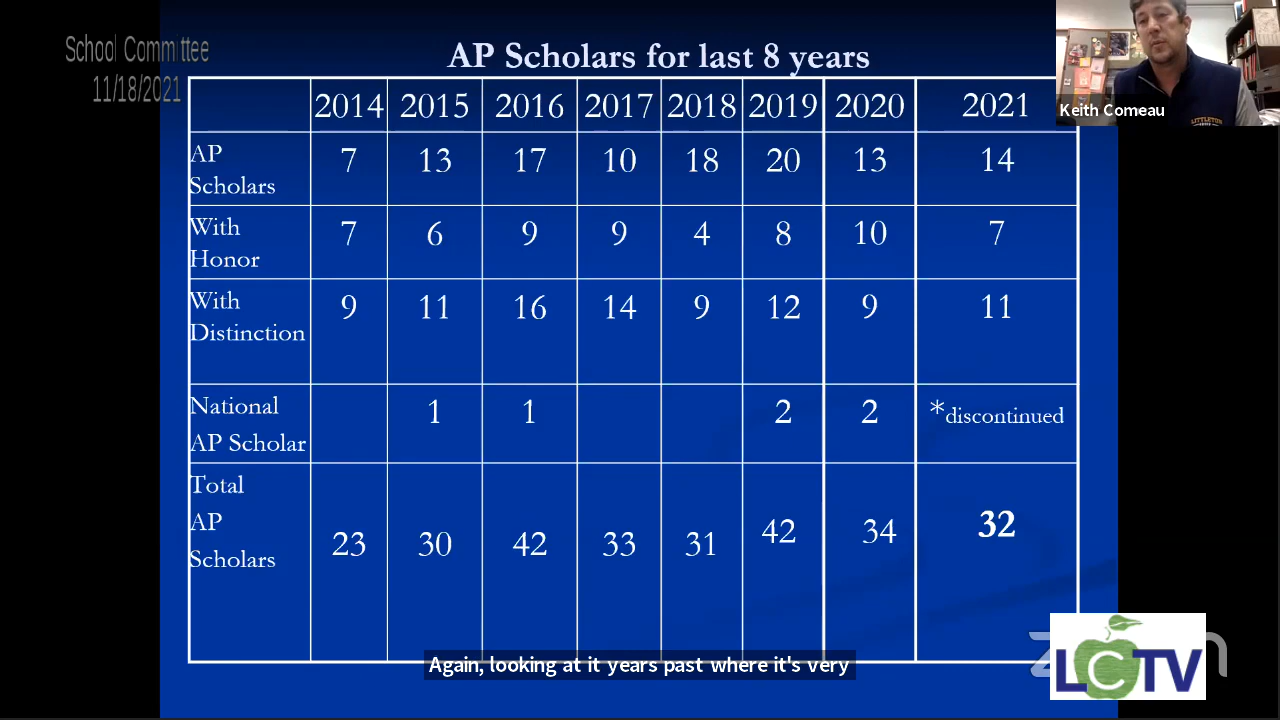 School Committee
11/18/2021
AP Scholars for last 8 years
2014 2015 2016 2017 2018 2019 2020 2021
AP
Scholars
7 13 17 10 18 20 13 14
With
Honor
7 6 9 9 4 8 10 7
With
Distinction
9 11 16 14 9 12 9 11
National
AP Scholar
1 1 2 2 *discontinued
Total
AP
Scholars
23 30 42 33 31 42 34 32
Keith Comeau
LITTLETON
Again, looking at it years past where it's very
LCTV